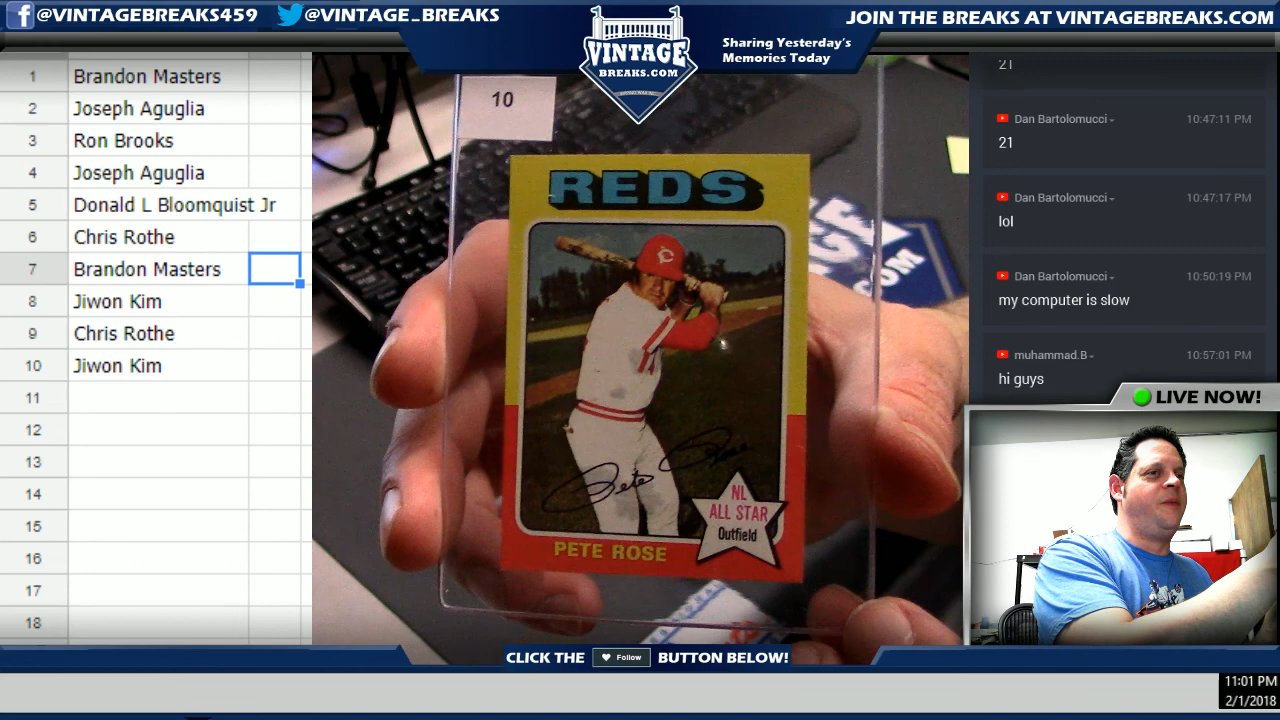 @VINTAGEBREAKS459
@VINTAGE_BREAKS
VINTAGE
BREAKS.COM
Sharing Yesterday's
Memories Today
JOIN THE BREAKS AT VINTAGEBREAKS.COM
1 Brandon Masters
2 Joseph Aguglia
3 Ron Brooks
4 Joseph Aguglia
5 Donald L Bloomquist Jr
6 Chris Rothe
7 Brandon Masters
8 Jiwon Kim
9 Chris Rothe
10 Jiwon Kim
11
12
13
14
15
16
17
18
10
REDS
C
Pete Rose
NL
ALL STAR
Outfield
PETE ROSE
COM
21
Dan Bartolomucci 10:47:11 PM
21
Dan Bartolomucci 10:47:17 PM
lol
Dan Bartolomucci 10:50:19 PM
my computer is slow
muhammad.B 10:57:01 PM
hi guys
LIVE NOW!
CLICK THE Follow BUTTON BELOW!
11:01 PM
2/1/2018